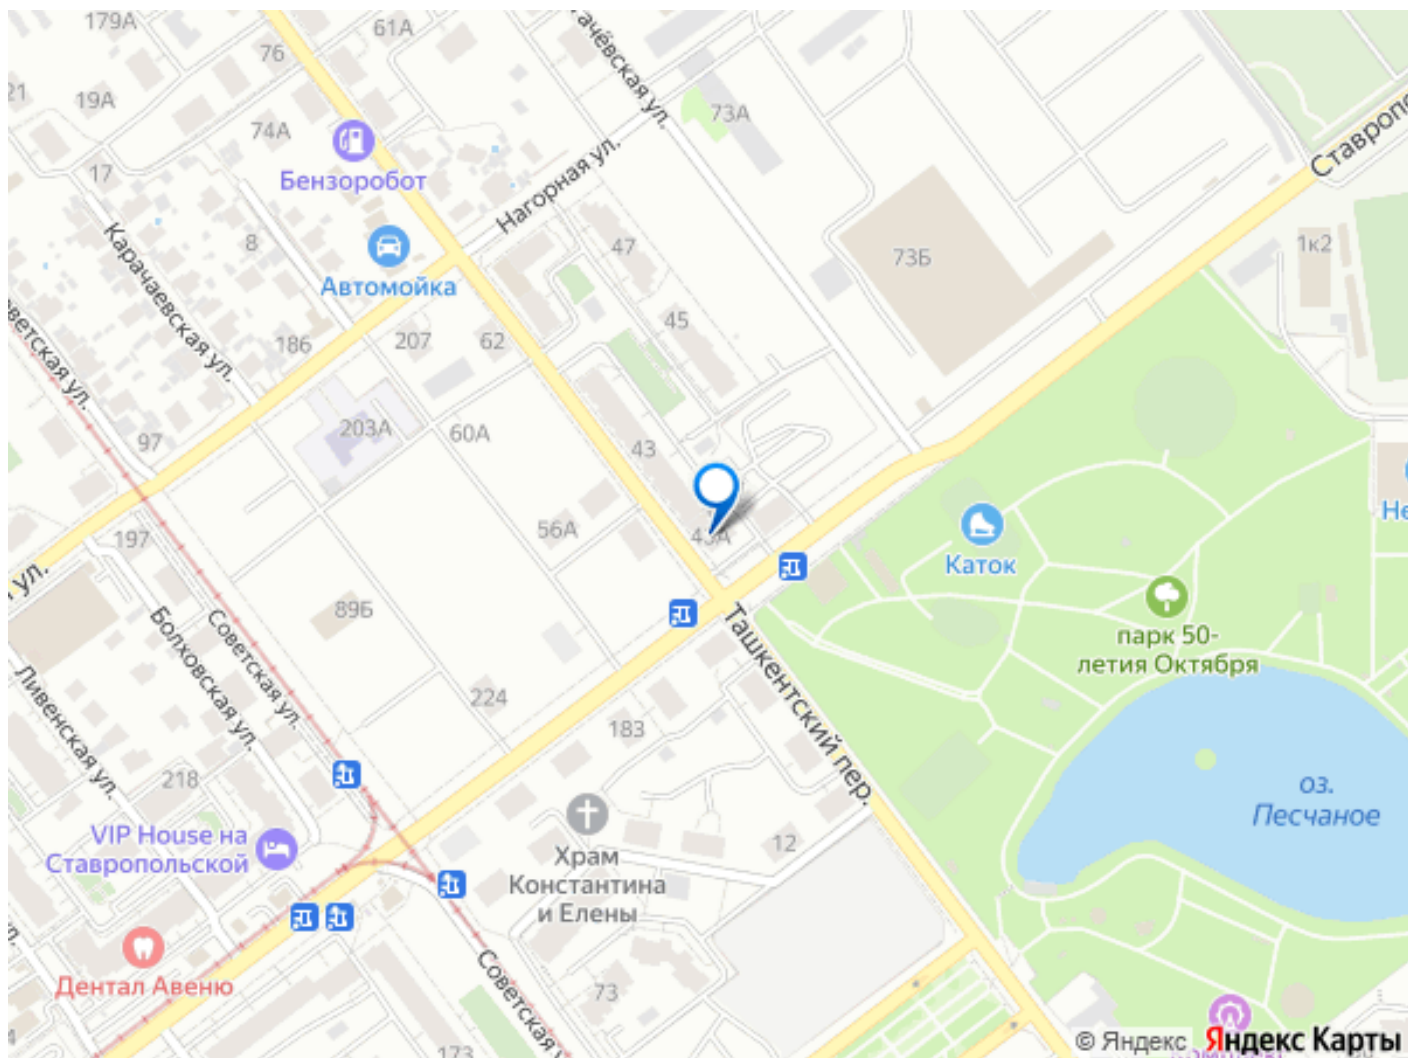 179А
61А
76
21
19А
74А
17
Бензоробот
Нагорная ул.
73А
Карачаевская ул.
8
Автомойка
47
45
73Б
1к2
186
207
62
203А
97
60А
43
197
56А
43А
Каток
парк 50-
летия Октября
89Б
Советская ул.
Болховская ул.
Ливенская ул.
Ташкентский пер.
224
183
218
оз.
Песчаное
VIP House на
Ставропольской
Храм
Константина
и Елены
12
Дентал Авеню
73
173
© Яндекс
Яндекс Карты